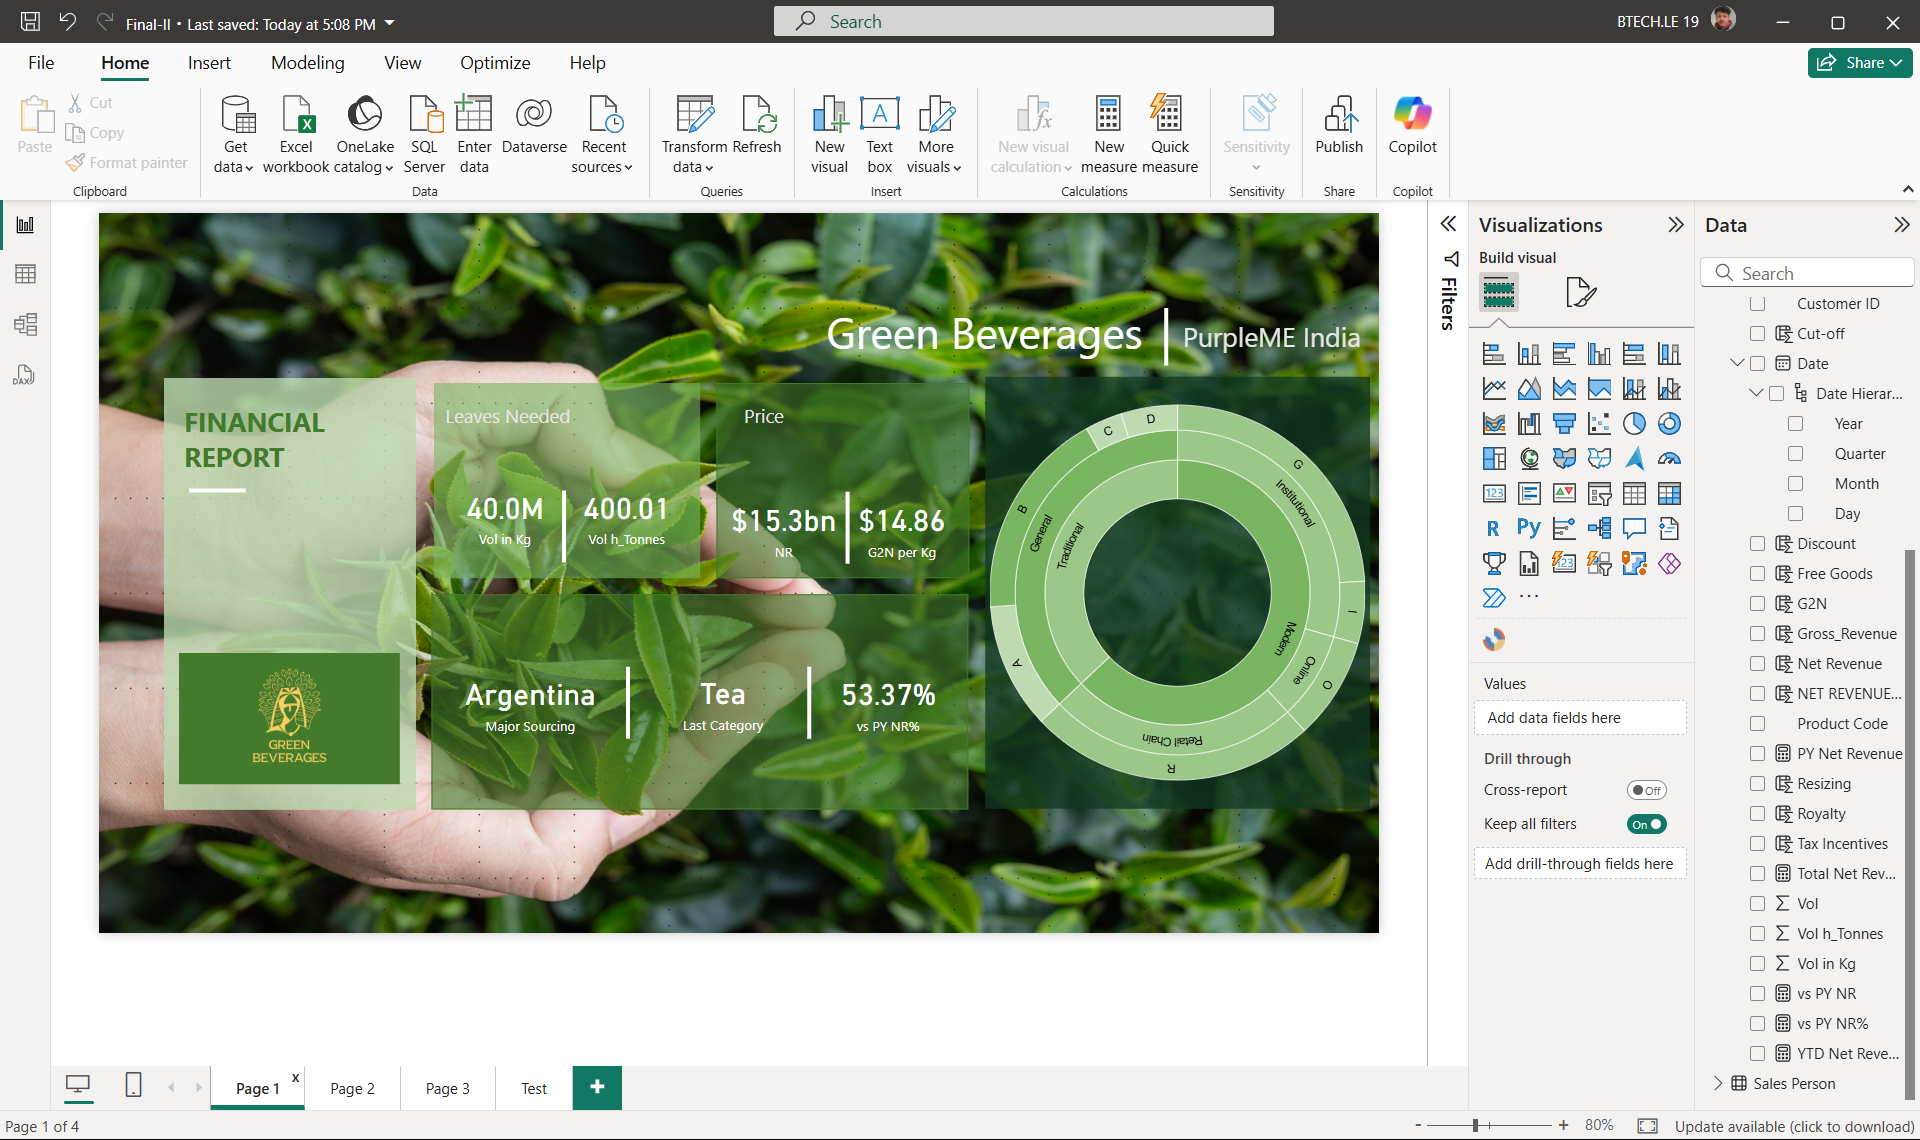 Final-II • Last saved: Today at 5:08 PM
Search
BTECH.LE 19
File
Home
Insert
Modeling
View
Optimize
Help
Share
Paste
Cut
Copy
Format painter
Clipboard
Get data
Excel workbook
OneLake catalog
SQL Server
Enter data
Dataverse
Recent sources
Data
Transform data
Refresh
Queries
New visual
Text box
More visuals
Insert
New visual calculation
New measure
Quick measure
Calculations
Sensitivity
Sensitivity
Publish
Share
Copilot
Copilot
Green Beverages
PurpleME India
FINANCIAL
REPORT
GREEN
BEVERAGES
Leaves Needed
40.0M
Vol in Kg
400.01
Vol h_Tonnes
Price
$15.3bn
NR
$14.86
G2N per Kg
Argentina
Major Sourcing
Tea
Last Category
53.37%
vs PY NR%
C
D
G
Institutional
B
General
Traditional
I
Modern
Online
O
A
Retail Chain
R
Filters
Visualizations
Build visual
123
R
Py
123
Values
Add data fields here
Drill through
Cross-report
Off
Keep all filters
On
Add drill-through fields here
Data
Search
Customer ID
Cut-off
Date
Date Hierar...
Year
Quarter
Month
Day
Discount
Free Goods
G2N
Gross_Revenue
Net Revenue
NET REVENUE...
Product Code
PY Net Revenue
Resizing
Royalty
Tax Incentives
Total Net Rev...
Vol
Vol h_Tonnes
Vol in Kg
vs PY NR
vs PY NR%
YTD Net Reve...
Sales Person
DAX
Page 1
x
Page 2
Page 3
Test
+
Page 1 of 4
-
+
80%
Update available (click to download)